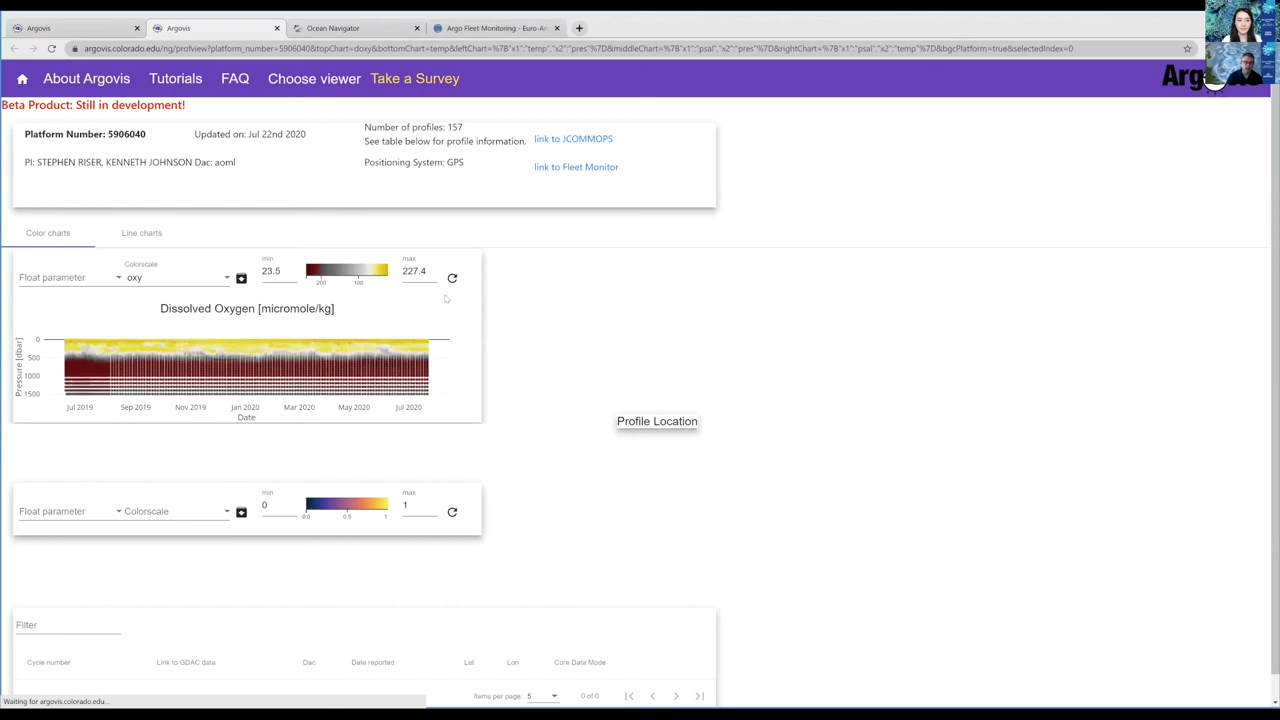 Argovis
Argovis
Ocean Navigator
Argo Fleet Monitoring - Euro-Ar
argovis.colorado.edu/ng/profview?platform_number=5906040&topChart=doxy&bottomChart=temp&leftChart=%7B"x1":"temp","x2":"pres"%7D&middleChart=%7B"x1":"psal","x2":"pres"%7D&rightChart=%7B"x1":"psal","x2":"temp"%7D&bgcPlatform=true&selectedIndex=0
About Argovis Tutorials FAQ Choose viewer Take a Survey
Beta Product: Still in development!
Platform Number: 5906040 Updated on: Jul 22nd 2020
Number of profiles: 157
See table below for profile information.
link to JCOMMOPS
PI: STEPHEN RISER, KENNETH JOHNSON Dac: aoml
Positioning System: GPS
link to Fleet Monitor
Color charts Line charts
Float parameter
Colorscale
oxy
min
23.5
200 100
max
227.4
Dissolved Oxygen [micromole/kg]
Pressure [dbar]
0
500
1000
1500
Jul 2019 Sep 2019 Nov 2019 Jan 2020 Mar 2020 May 2020 Jul 2020
Date
Profile Location
Float parameter Colorscale
min
0
0.0 0.5 1
max
1
Filter
Cycle number Link to GDAC data Dac Date reported Lat Lon Core Data Mode
Items per page: 5 0 of 0
Waiting for argovis.colorado.edu...